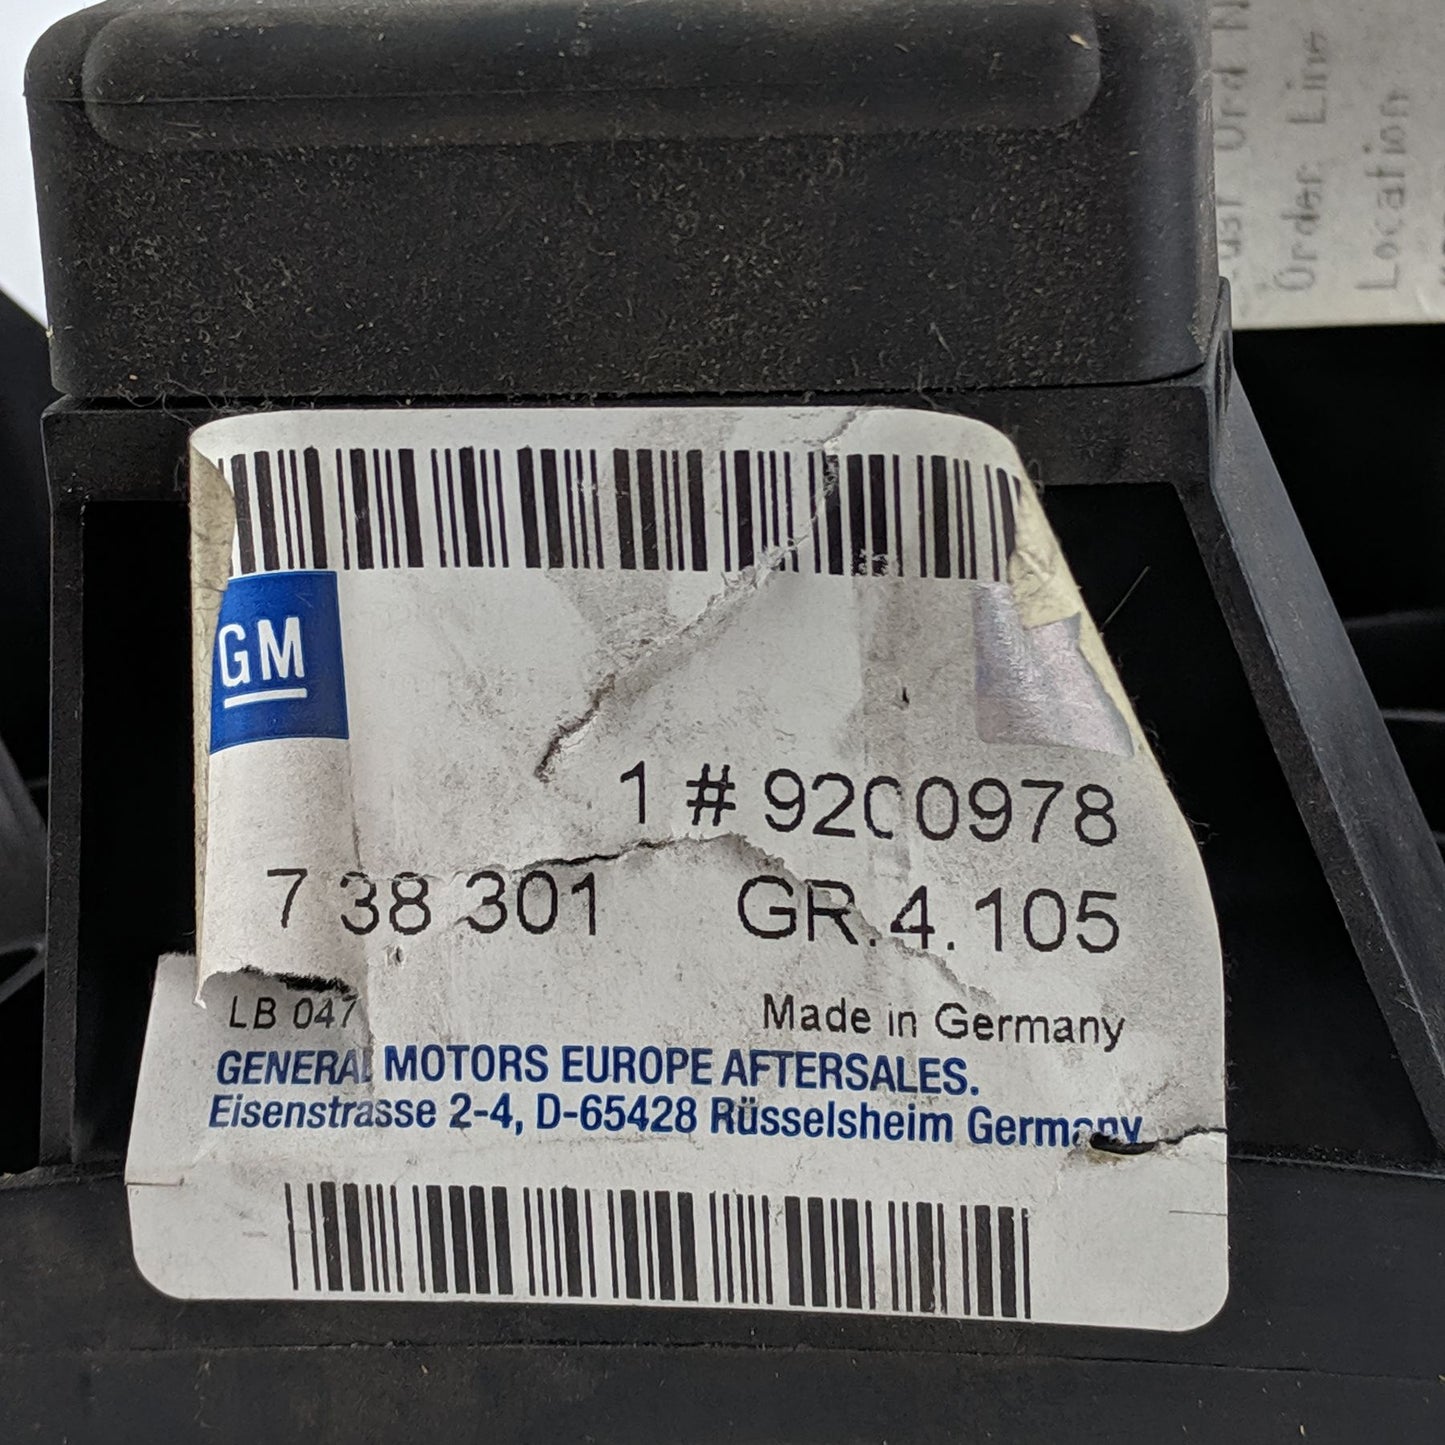 Order Line
Location
GM
1 # 9200978
7 38 301 GR.4.105
LB 047
Made in Germany
GENERAL MOTORS EUROPE AFTERSALES.
Eisenstrasse 2-4, D-65428 Rüsselsheim Germany